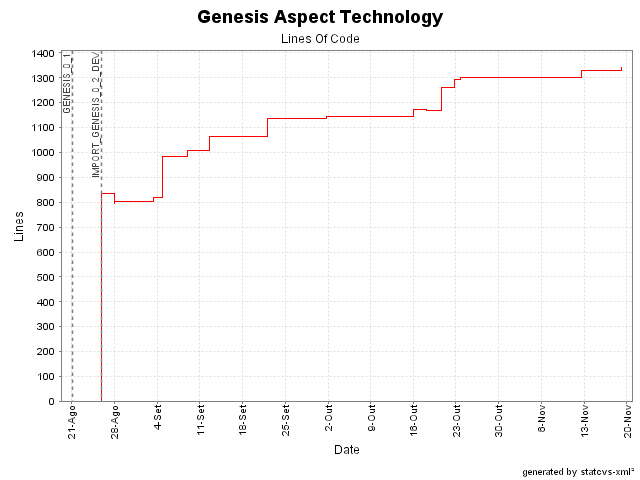 Genesis Aspect Technology
Lines Of Code
GENESIS_0_1
IMPORT_GENESIS_0_2_DEV
1400
1300
1200
1100
1000
900
800
700
600
500
400
300
200
100
0
Lines
21-Ago
28-Ago
4-Set
11-Set
18-Set
25-Set
2-Out
9-Out
16-Out
23-Out
30-Out
6-Nov
13-Nov
20-Nov
Date
generated by statcvs-xml²